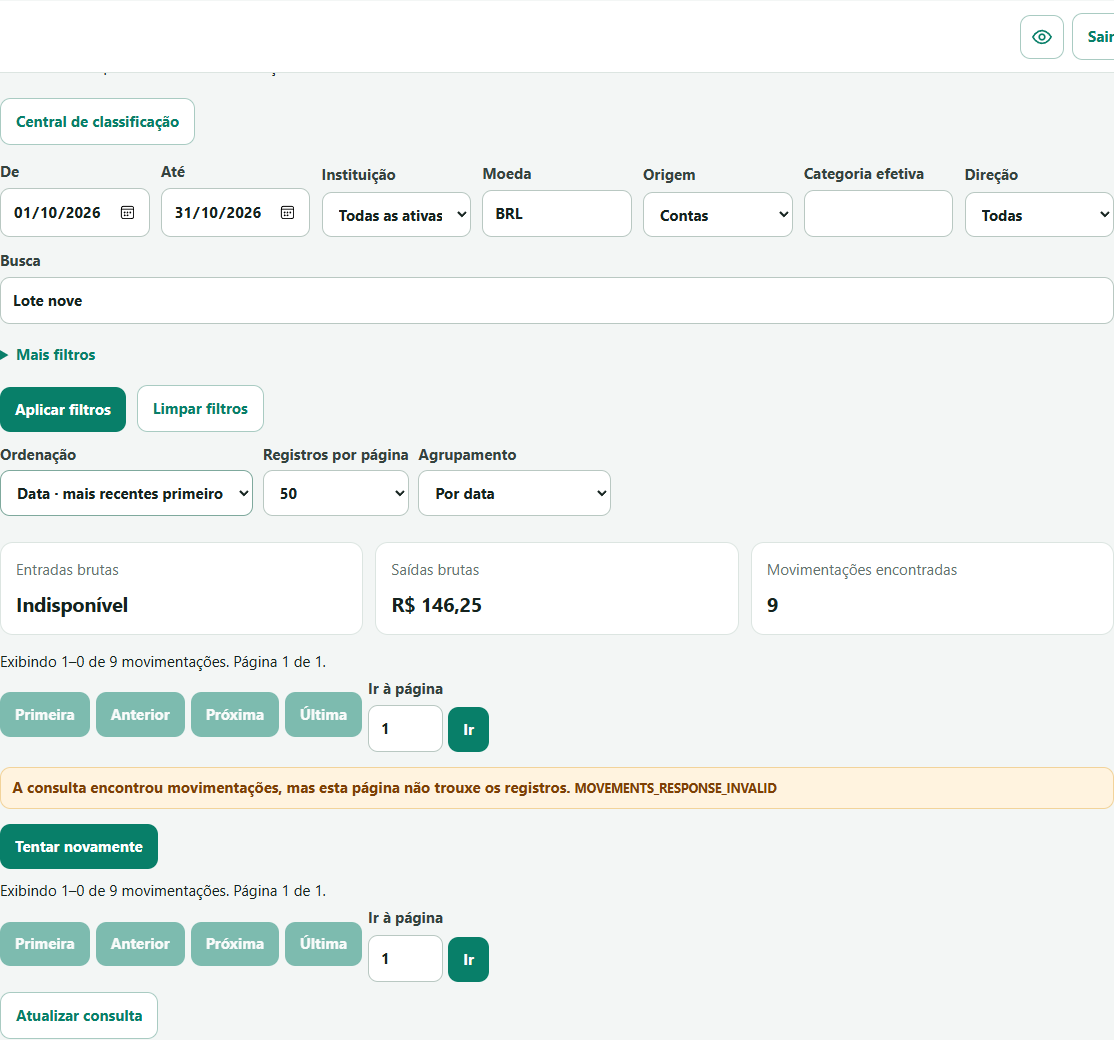 Sair
Central de classificação
De
Até
Instituição
Moeda
Origem
Categoria efetiva
Direção
01/10/2026
31/10/2026
Todas as ativas
BRL
Contas
Todas
Busca
Lote nove
Mais filtros
Aplicar filtros
Limpar filtros
Ordenação
Registros por página
Agrupamento
Data · mais recentes primeiro
50
Por data
Entradas brutas
Indisponível
Saídas brutas
R$ 146,25
Movimentações encontradas
9
Exibindo 1–0 de 9 movimentações. Página 1 de 1.
Primeira
Anterior
Próxima
Última
Ir à página
1
Ir
A consulta encontrou movimentações, mas esta página não trouxe os registros. MOVEMENTS_RESPONSE_INVALID
Tentar novamente
Exibindo 1–0 de 9 movimentações. Página 1 de 1.
Primeira
Anterior
Próxima
Última
Ir à página
1
Ir
Atualizar consulta